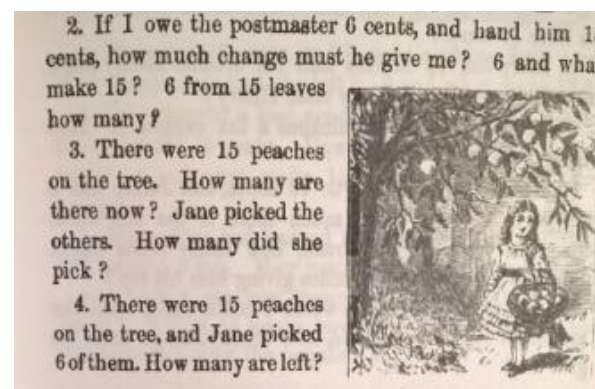 2. If I owe the postmaster 6 cents, and hand him
cents, how much change must he give me? 6 and
make 15? 6 from 15 leaves
how many?
3. There were 15 peaches
on the tree. How many are
there now? Jane picked the
others. How many did she
pick?
4. There were 15 peaches
on the tree, and Jane picked
6 of them. How many are left?